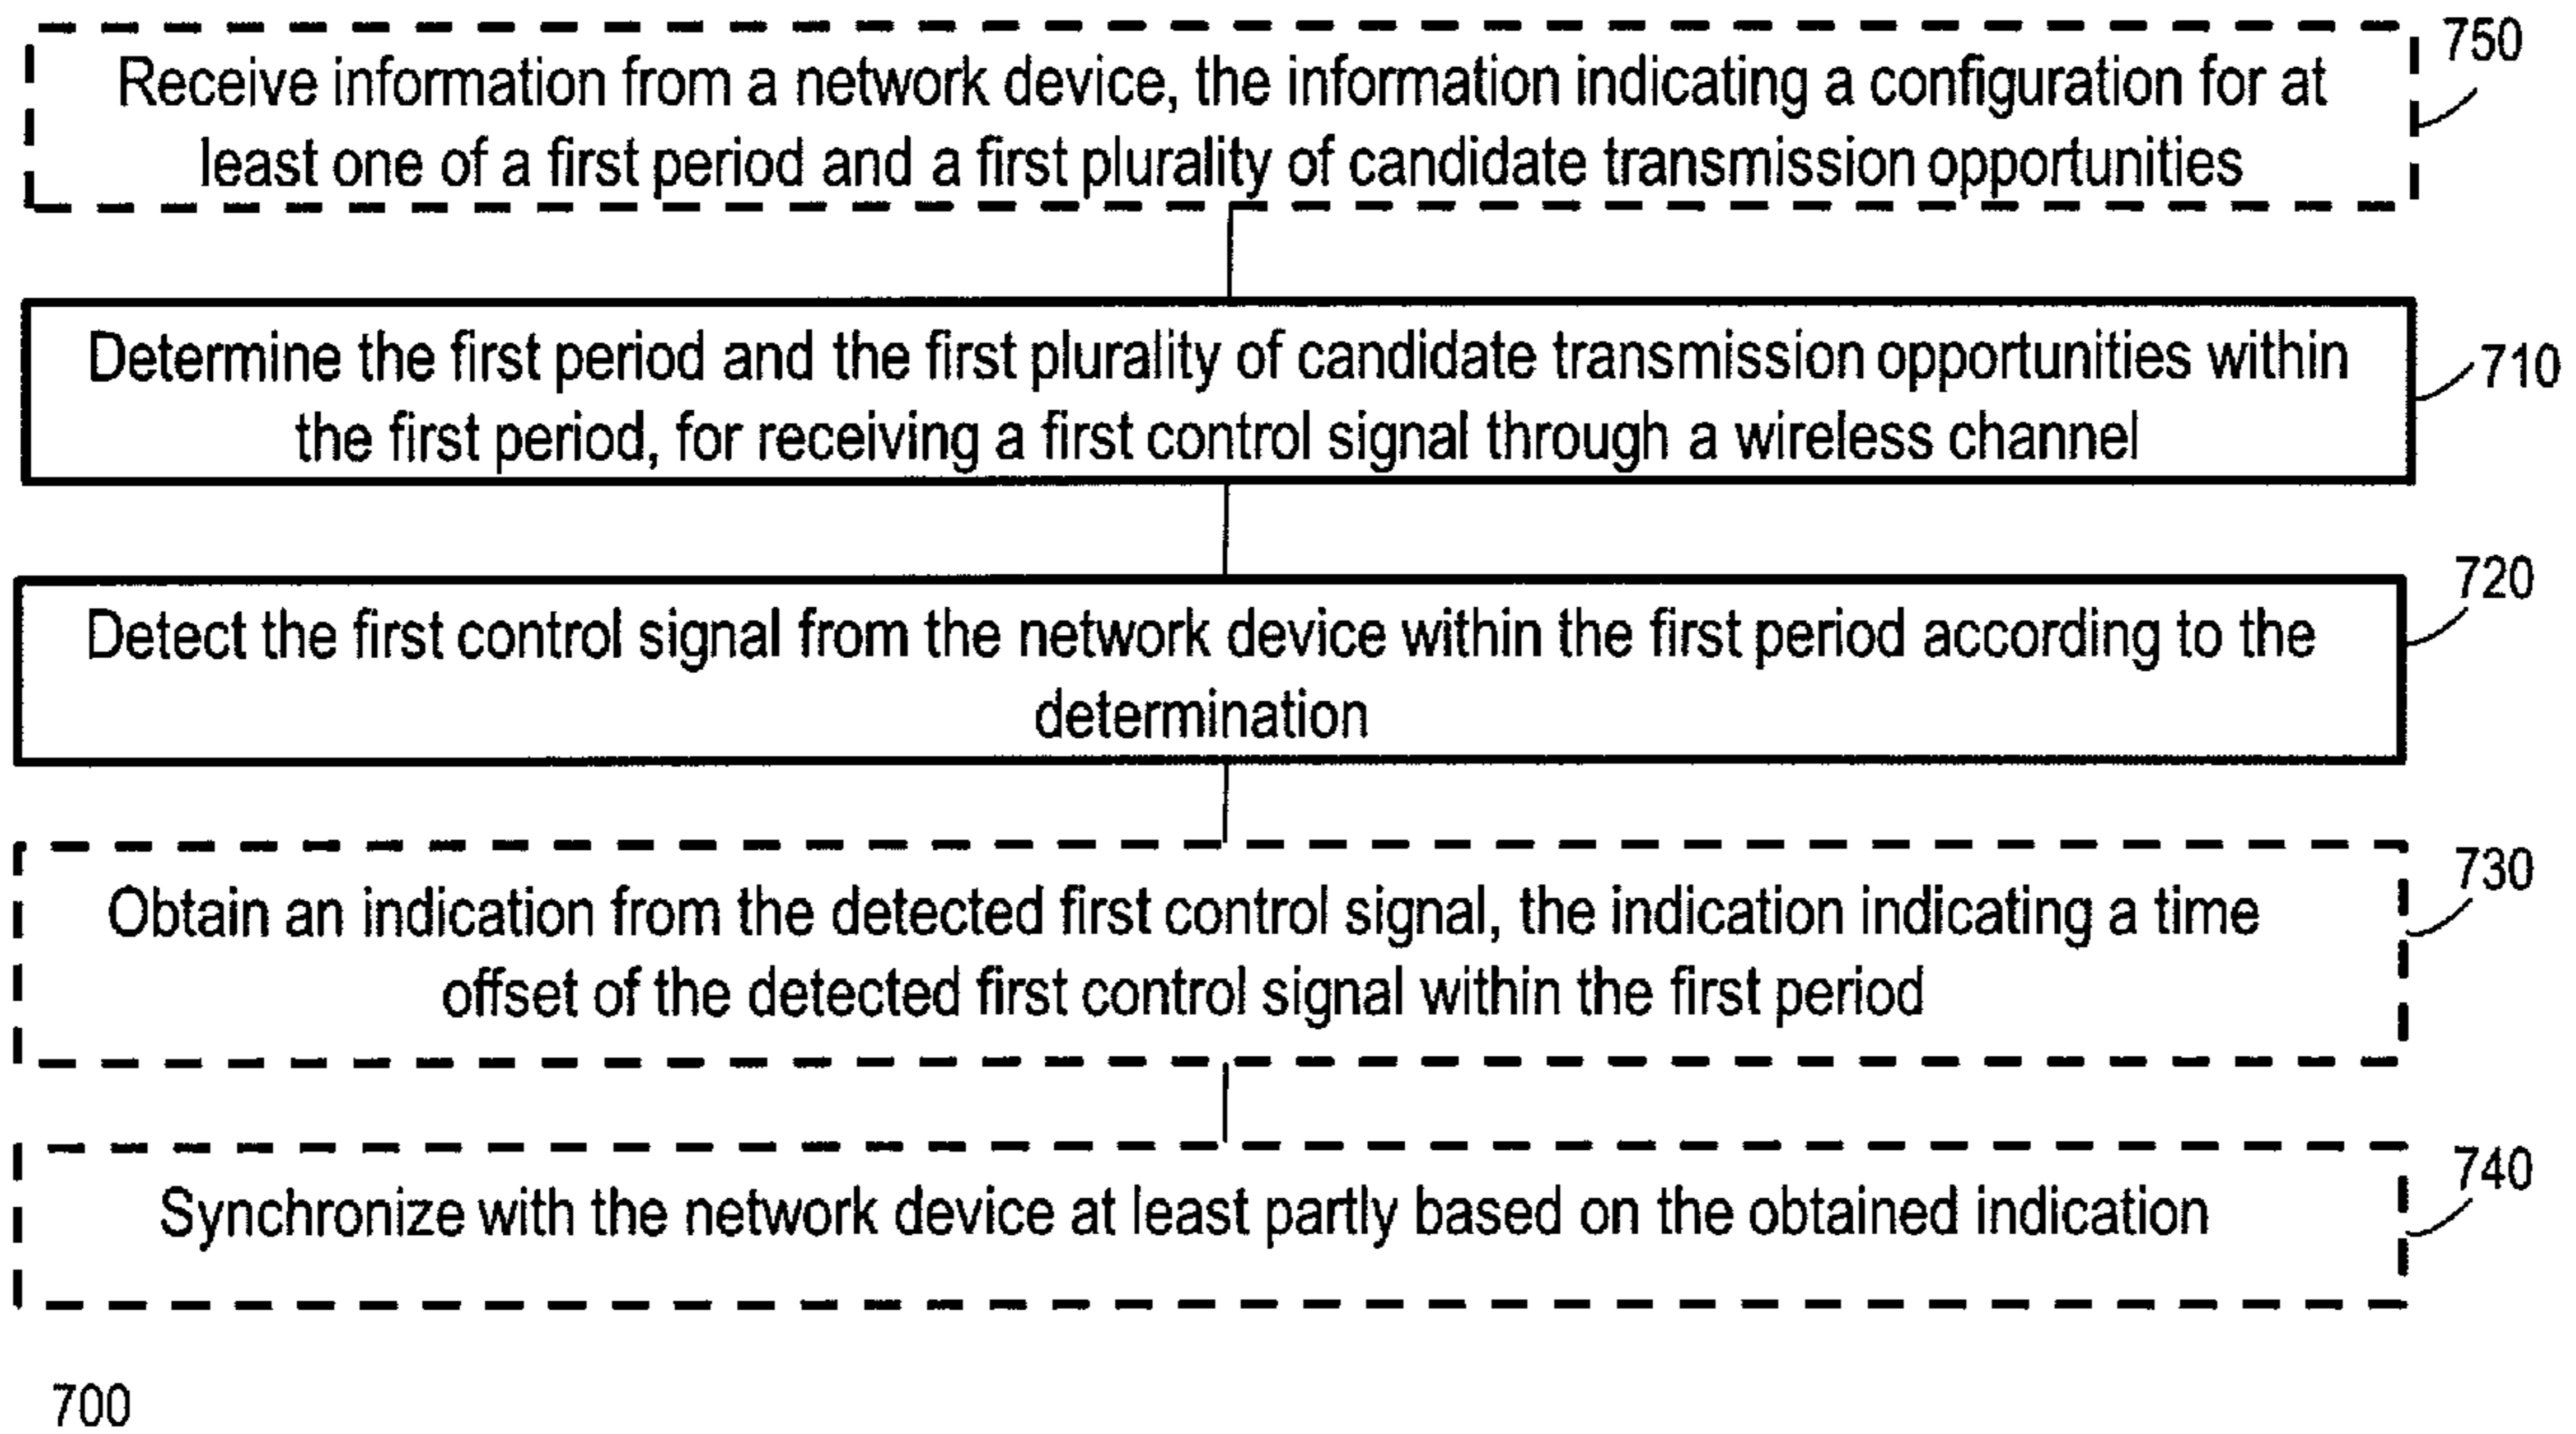 750
Receive information from a network device, the information indicating a configuration for at
least one of a first period and a first plurality of candidate transmission opportunities
Determine the first period and the first plurality of candidate transmission opportunities within
710
the first period, for receiving a first control signal through a wireless channel
720
Detect the first control signal from the network device within the first period according to the
determination
730
Obtain an indication from the detected first control signal, the indication indicating a time
offset of the detected first control signal within the first period
740
Synchronize with the network device at least partly based on the obtained indication
700